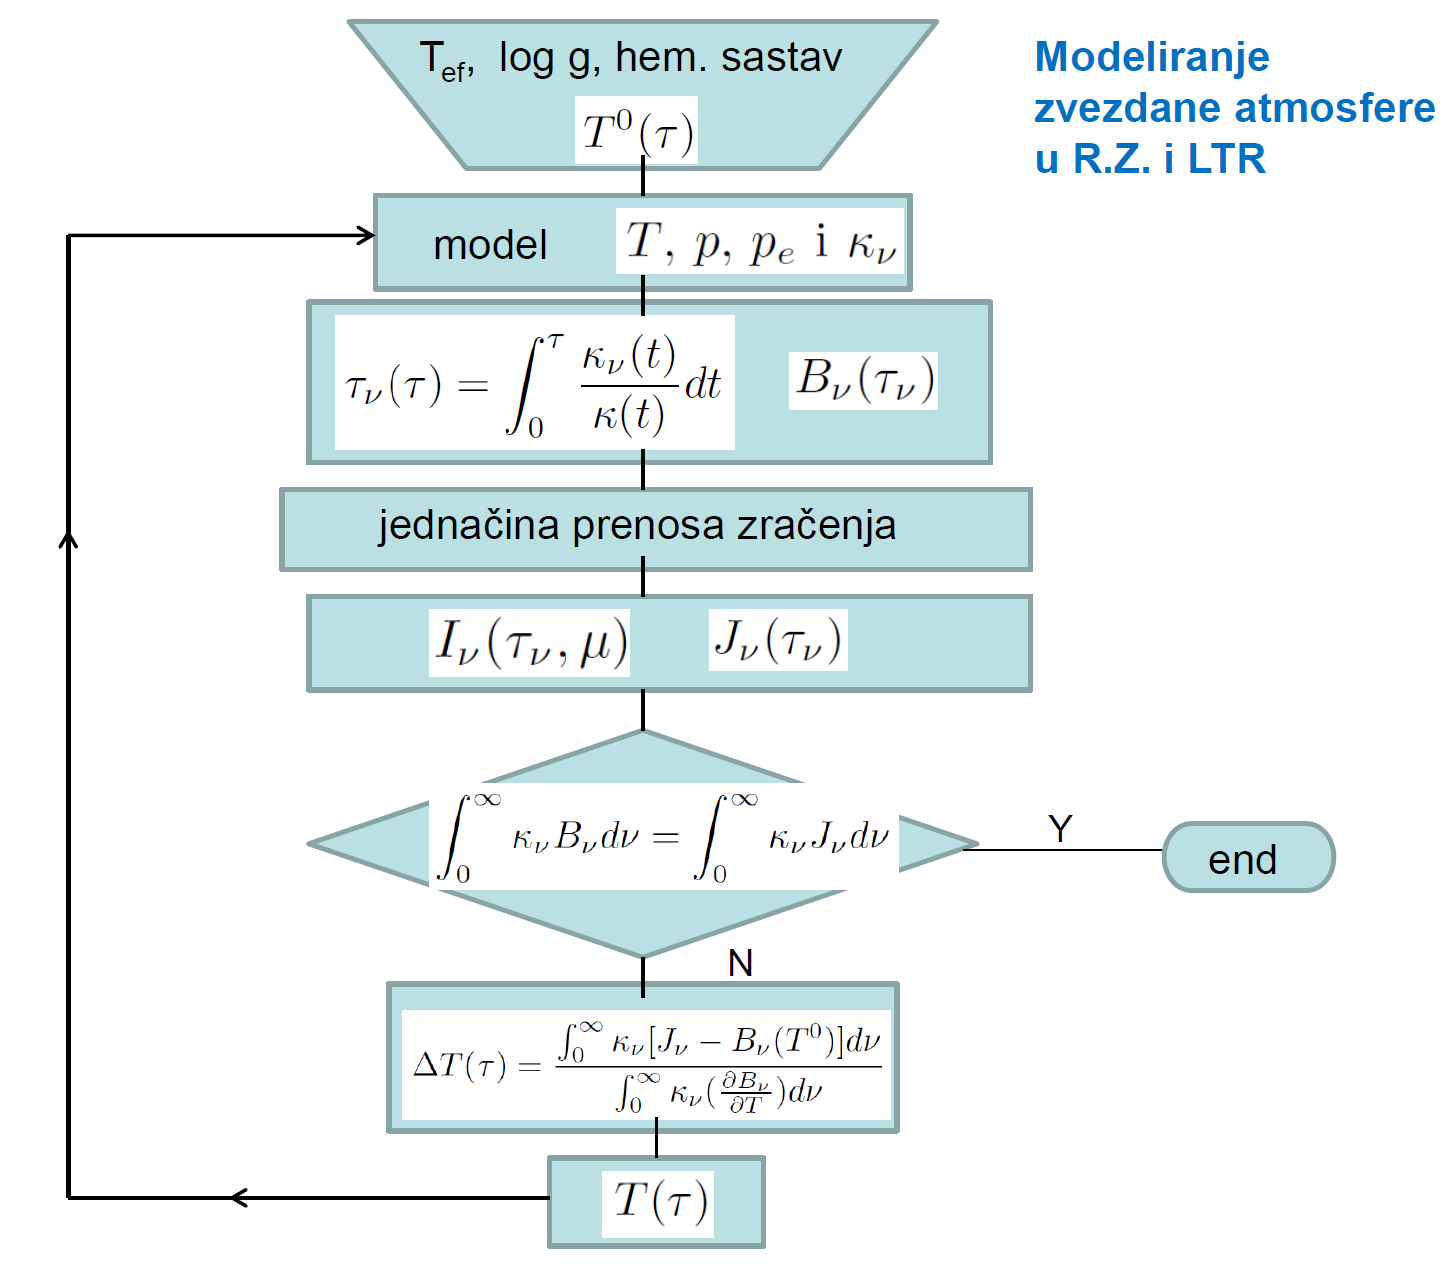 Modeliranje
zvezdane atmosfere
u R.Z. i LTR
T_ef, log g, hem. sastav
T^0(τ)
model T, p, p_e i κ_ν
τ_ν(τ) = ∫_0^τ κ_ν(t)/κ(t) dt B_ν(τ_ν)
jednačina prenosa zračenja
I_ν(τ_ν, μ) J_ν(τ_ν)
∫_0^∞ κ_ν B_ν dν = ∫_0^∞ κ_ν J_ν dν
Y
end
N
ΔT(τ) = ∫_0^∞ κ_ν[J_ν − B_ν(T^0)]dν / ∫_0^∞ κ_ν(∂B_ν/∂T)dν
T(τ)